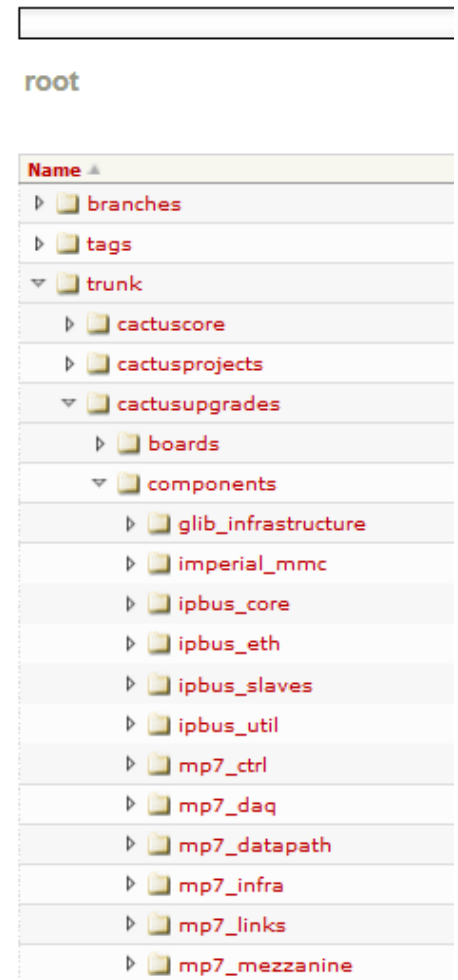 root
Name
branches
tags
trunk
cactuscore
cactusprojects
cactusupgrades
boards
components
glib_infrastructure
imperial_mmc
ipbus_core
ipbus_eth
ipbus_slaves
ipbus_util
mp7_ctrl
mp7_daq
mp7_datapath
mp7_infra
mp7_links
mp7_mezzanine